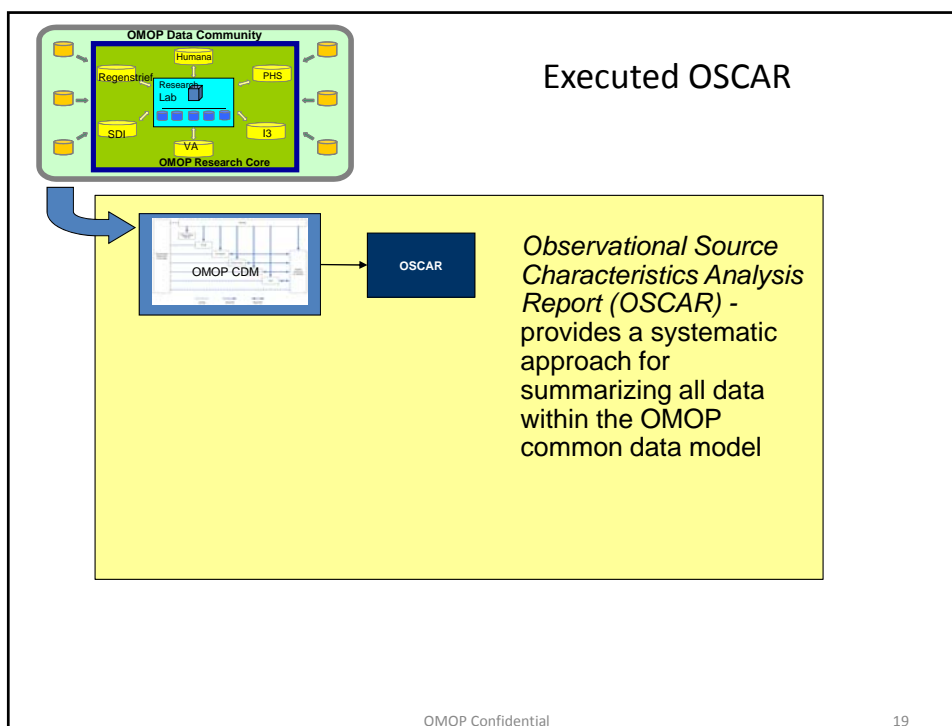 OMOP Data Community
Humana
Regenstrief
PHS
Research
Lab
SDI
I3
VA
OMOP Research Core
Executed OSCAR
OMOP CDM
OSCAR
Observational Source
Characteristics Analysis
Report (OSCAR) -
provides a systematic
approach for
summarizing all data
within the OMOP
common data model
OMOP Confidential
19